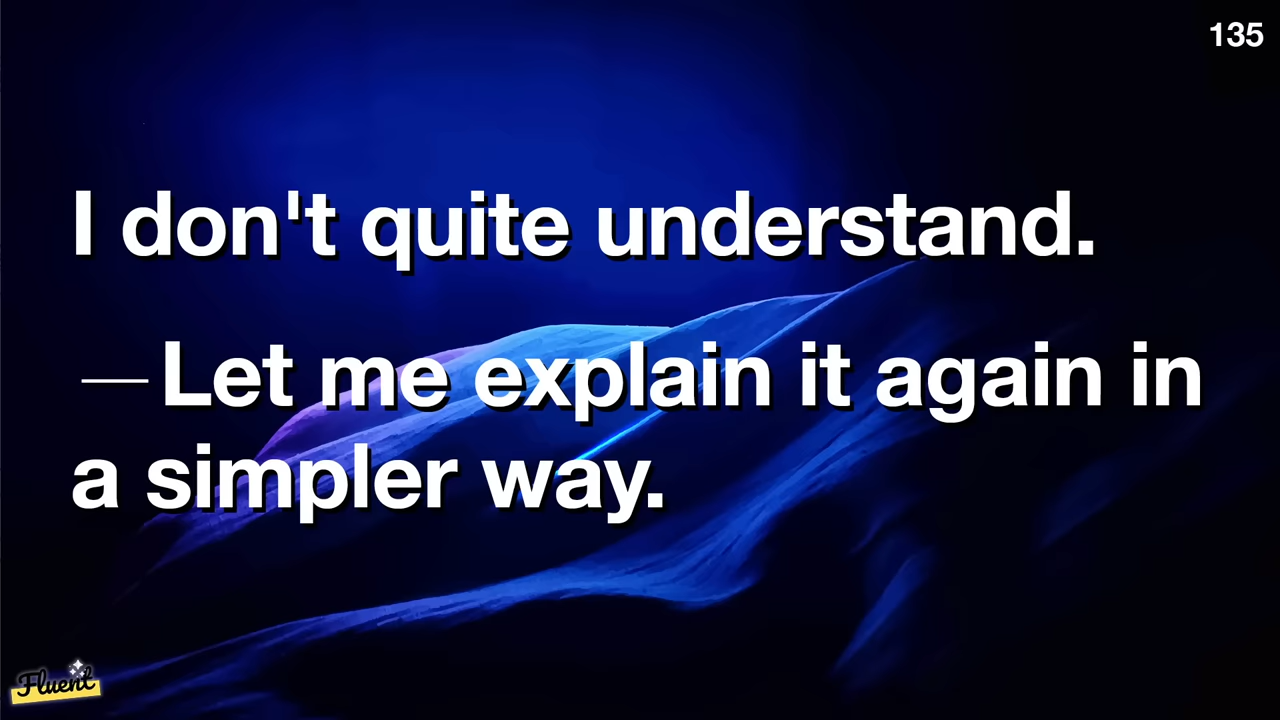 135
I don't quite understand.
—Let me explain it again in
a simpler way.
Fluent